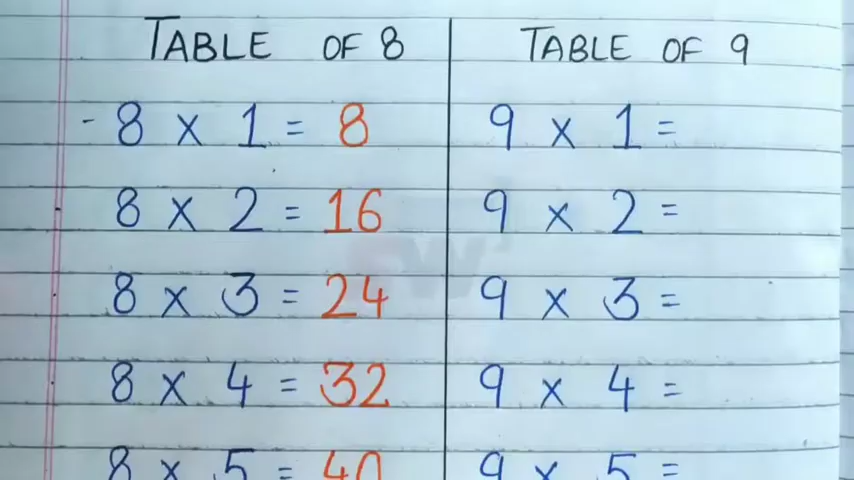 TABLE OF 8
- 8 x 1 = 8
8 x 2 = 16
8 x 3 = 24
8 x 4 = 32
8 x 5 = 40
TABLE OF 9
9 x 1 =
9 x 2 =
9 x 3 =
9 x 4 =
9 x 5 =